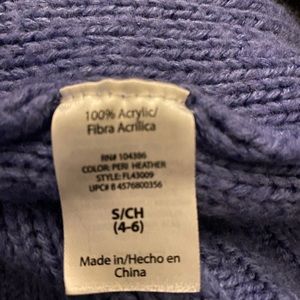 100% Acrylic/
Fibra Acrilica
RN# 104386
COLOR: PERI HEATHER
STYLE: FL43009
UPC# 8 4576800356
S/CH
(4-6)
Made in/Hecho en
China